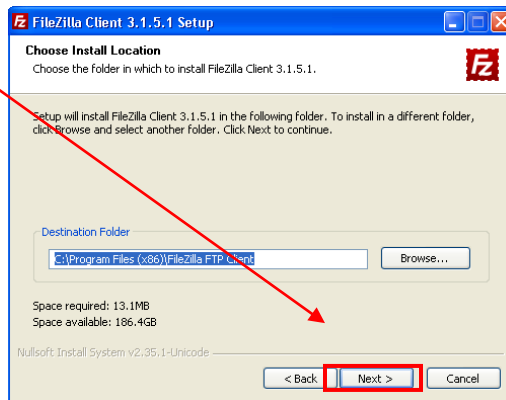 FileZilla Client 3.1.5.1 Setup
Choose Install Location
Choose the folder in which to install FileZilla Client 3.1.5.1.
Setup will install FileZilla Client 3.1.5.1 in the following folder. To install in a different folder,
click Browse and select another folder. Click Next to continue.
Destination Folder
C:\Program Files (x86)\FileZilla FTP Client
Browse...
Space required: 13.1MB
Space available: 186.4GB
Nullsoft Install System v2.35.1-Unicode
< Back Next > Cancel